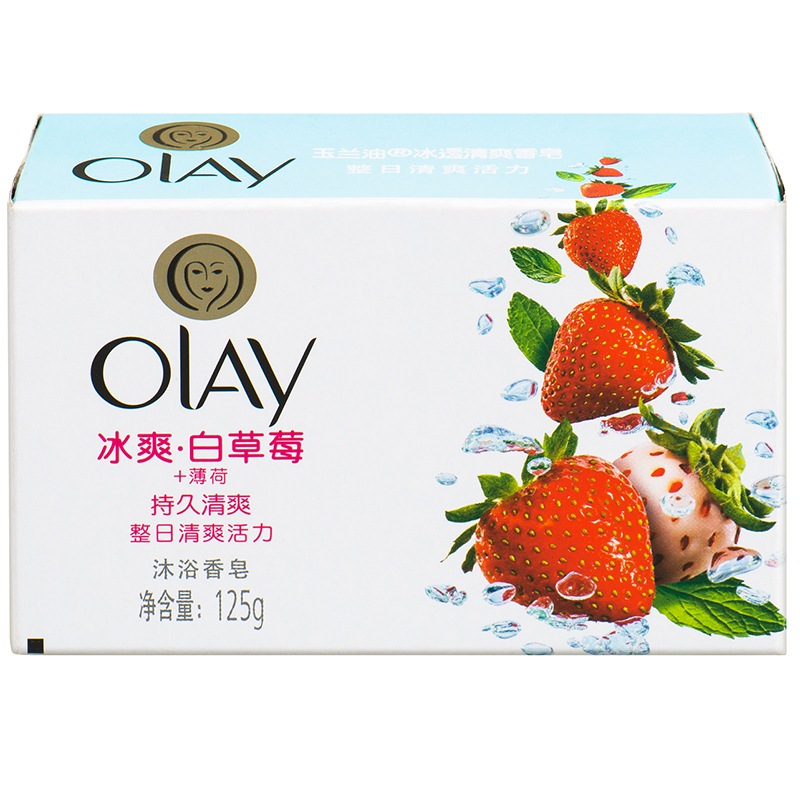 OLAY
玉兰油®冰透清爽香皂
整日清爽活力
OLAY
冰爽·白草莓
+薄荷
持久清爽
整日清爽活力
沐浴香皂
净含量：125g